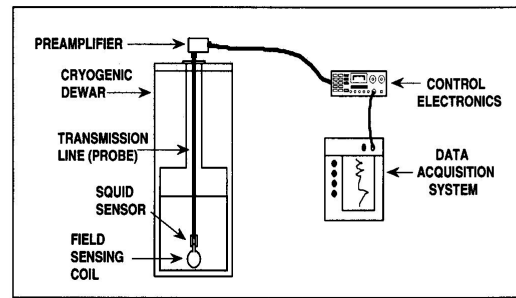 PREAMPLIFIER
CRYOGENIC
DEWAR
TRANSMISSION
LINE (PROBE)
SQUID
SENSOR
FIELD
SENSING
COIL
CONTROL
ELECTRONICS
DATA
ACQUISITION
SYSTEM